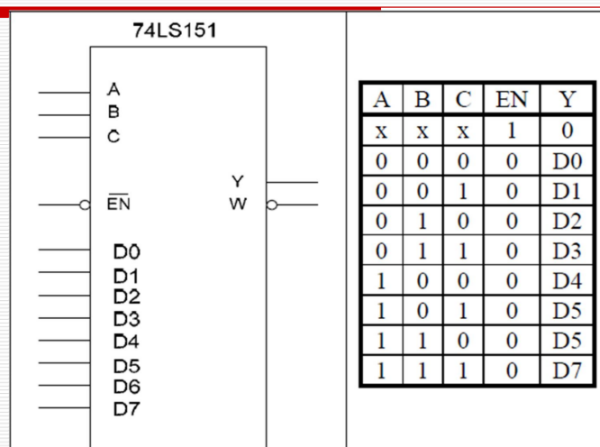 74LS151
A
B
C
Y
EN
W
D0
D1
D2
D3
D4
D5
D6
D7
A B C EN Y
x x x 1 0
0 0 0 0 D0
0 0 1 0 D1
0 1 0 0 D2
0 1 1 0 D3
1 0 0 0 D4
1 0 1 0 D5
1 1 0 0 D5
1 1 1 0 D7